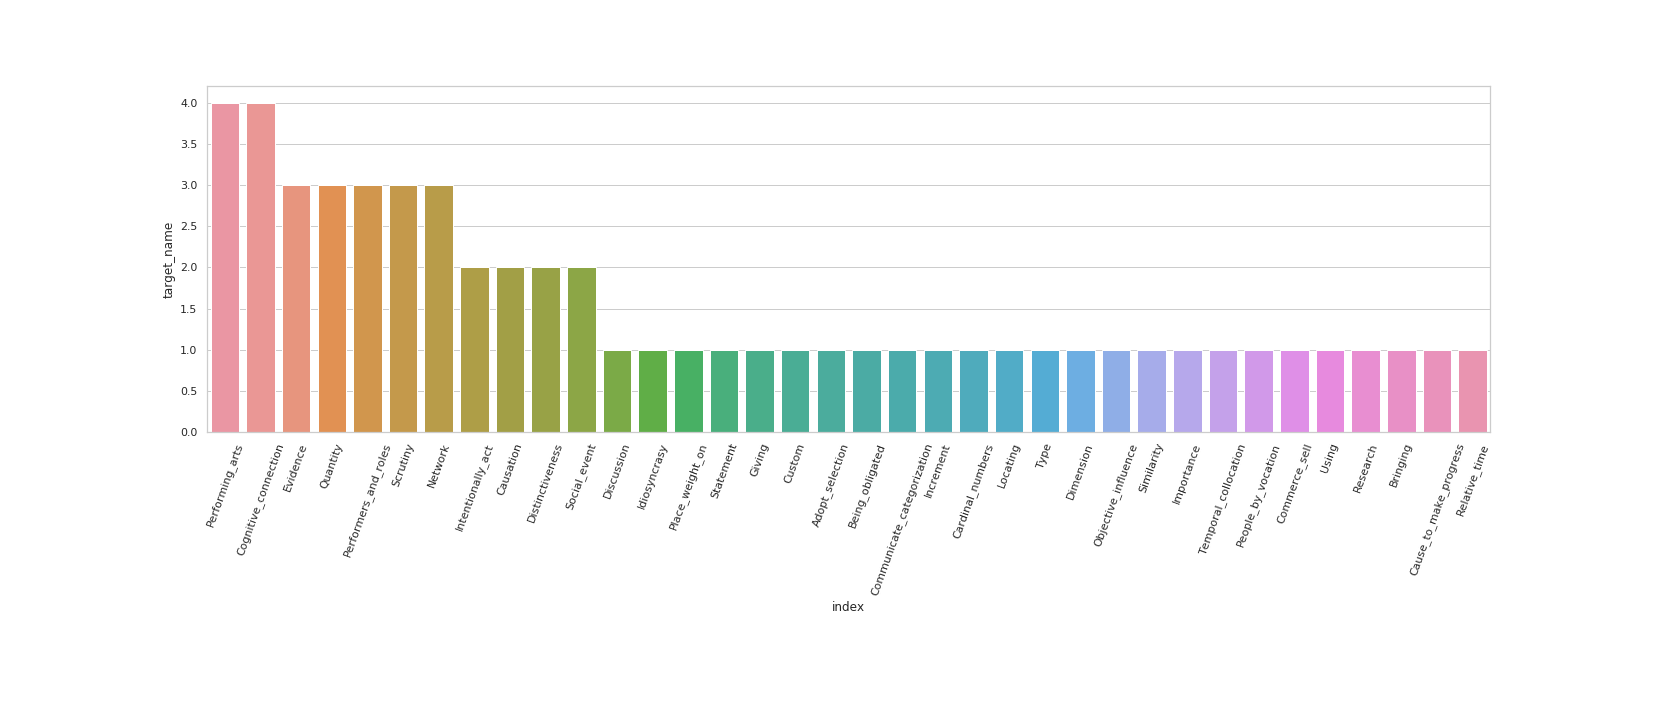 4.0
3.5
3.0
2.5
2.0
1.5
1.0
0.5
0.0
target_name
Performing_arts
Cognitive_connection
Evidence
Quantity
Performers_and_roles
Scrutiny
Network
Intentionally_act
Causation
Distinctiveness
Social_event
Discussion
Idiosyncrasy
Place_weight_on
Statement
Giving
Custom
Adopt_selection
Being_obligated
Communicate_categorization
Increment
Cardinal_numbers
Locating
Type
Dimension
Objective_influence
Similarity
Importance
Temporal_collocation
People_by_vocation
Commerce_sell
Using
Research
Bringing
Cause_to_make_progress
Relative_time
index